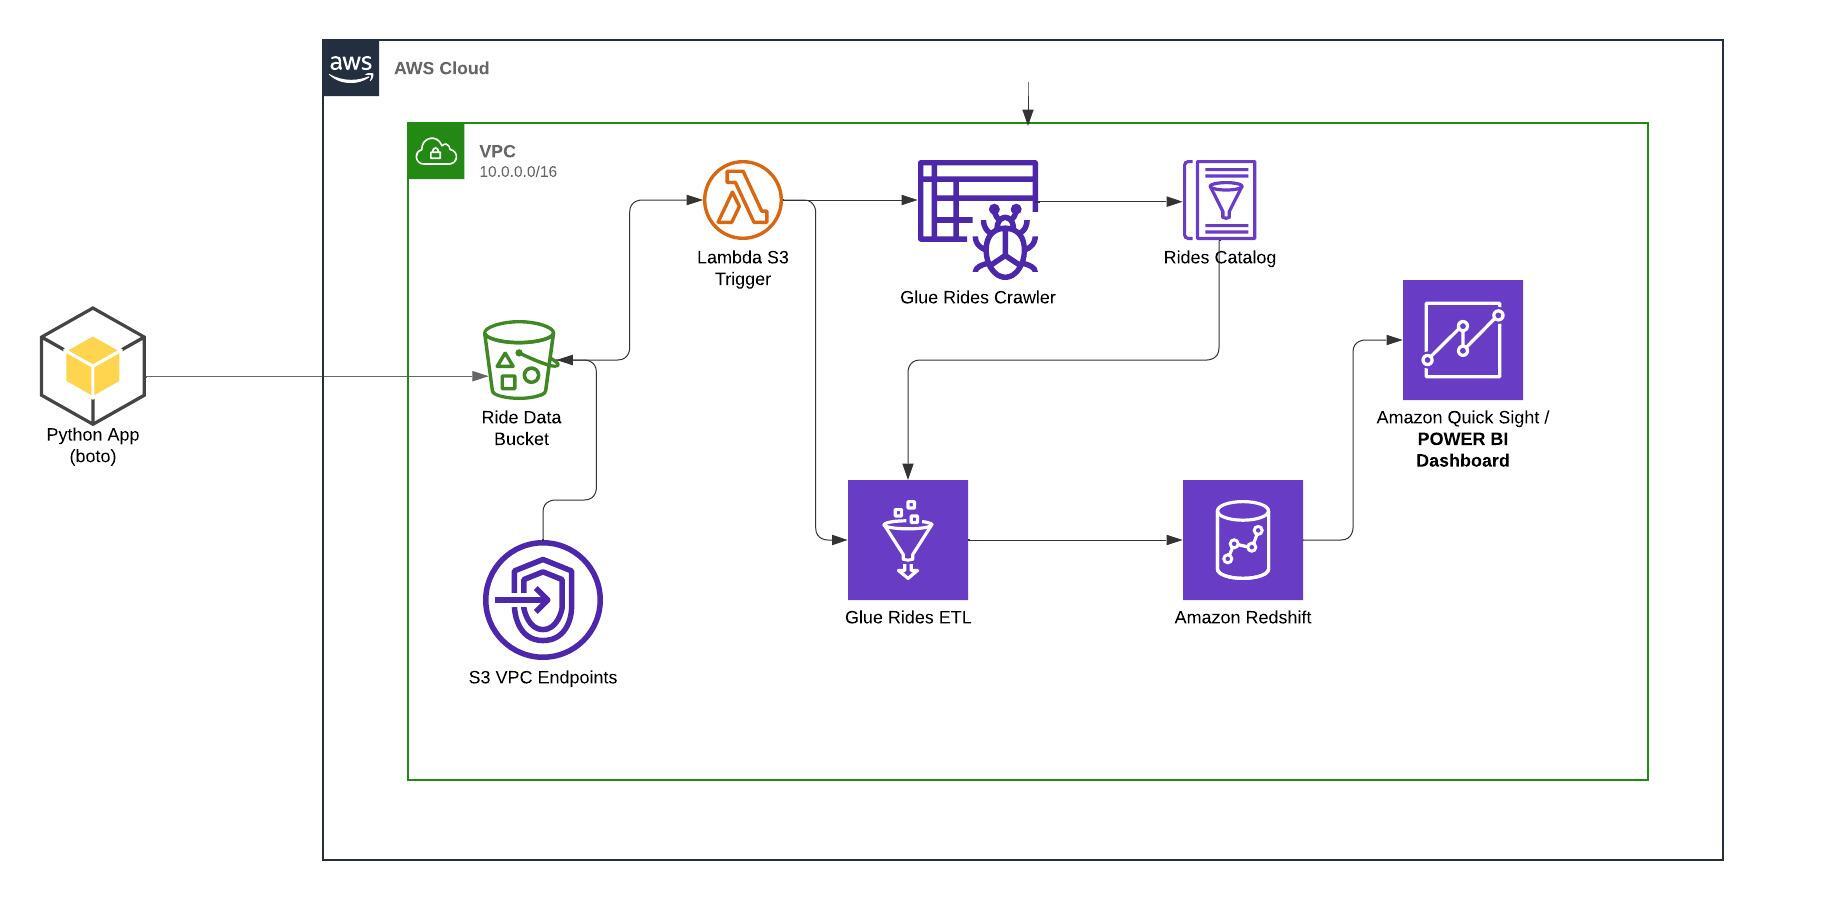 aws
AWS Cloud
VPC
10.0.0.0/16
Lambda S3
Trigger
Glue Rides Crawler
Rides Catalog
Python App
(boto)
Ride Data
Bucket
Amazon Quick Sight /
POWER BI
Dashboard
S3 VPC Endpoints
Glue Rides ETL
Amazon Redshift